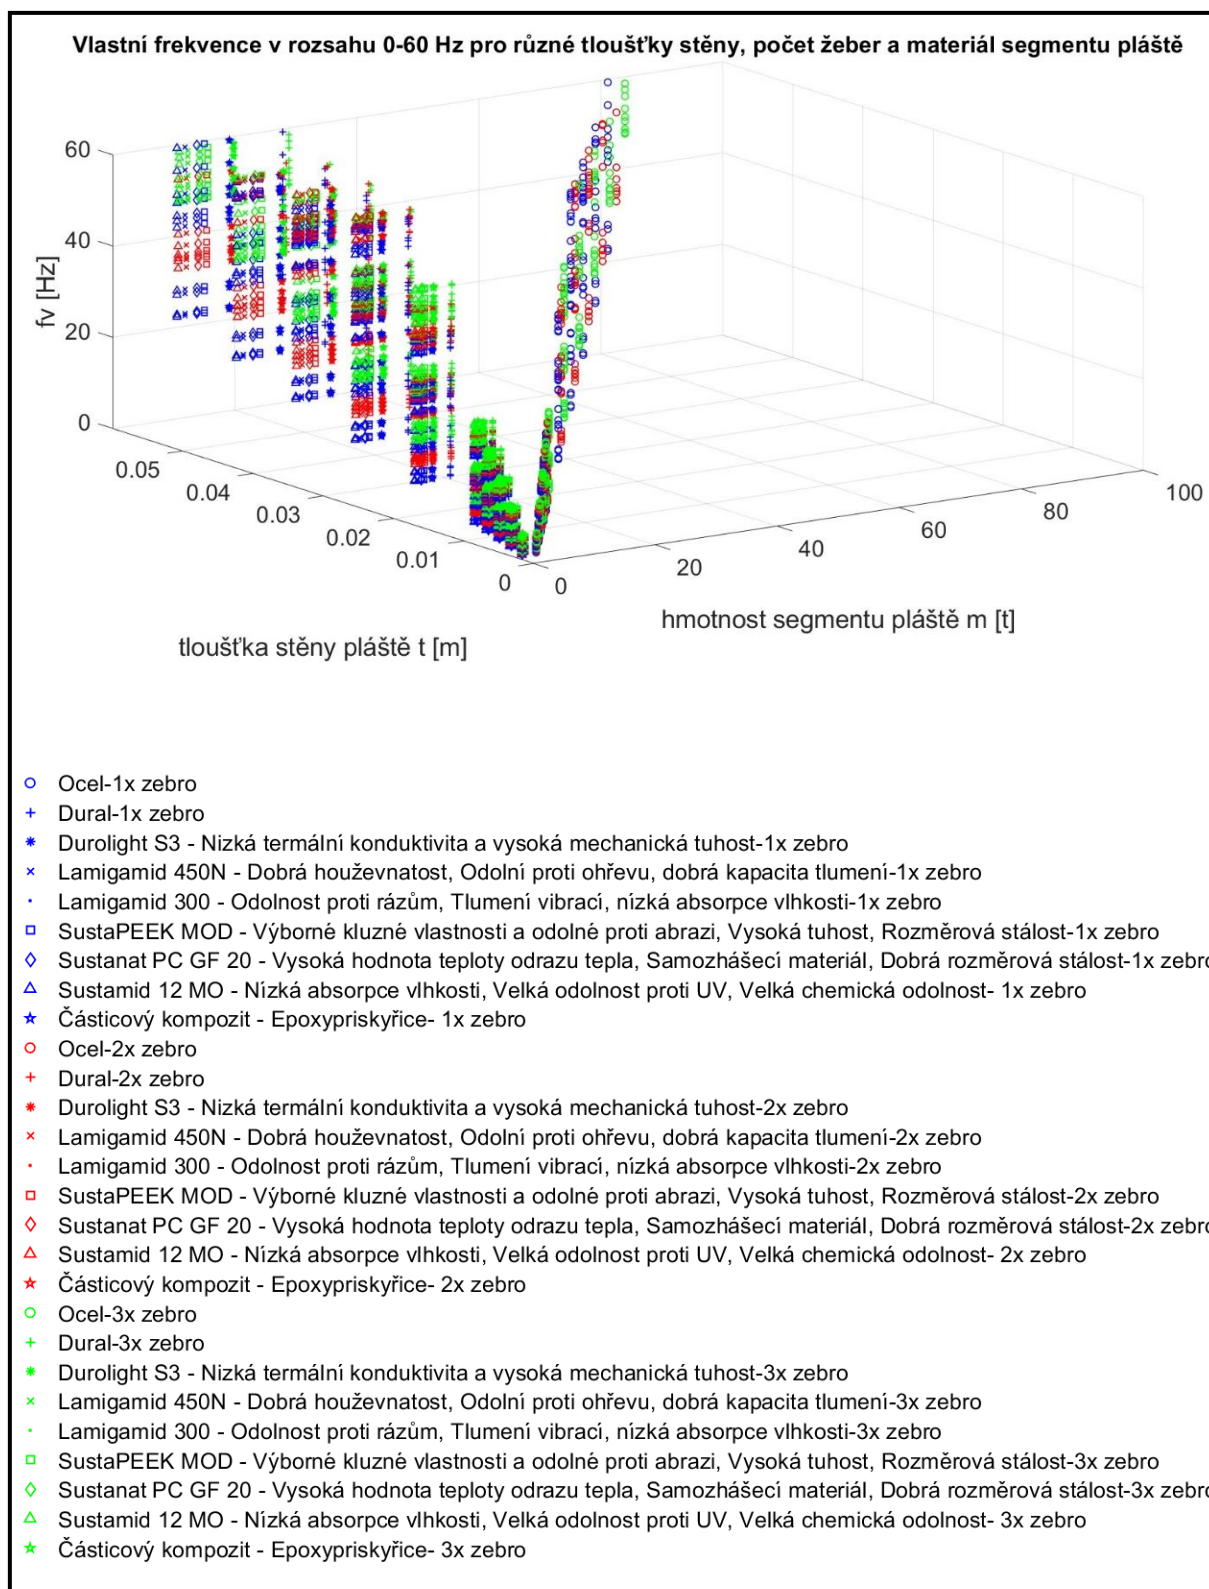 Vlastní frekvence v rozsahu 0-60 Hz pro různé tloušťky stěny, počet žeber a materiál segmentu pláště
60
40
20
0
fv [Hz]
0.05
0.04
0.03
0.02
0.01
0
0
20
40
60
80
100
hmotnost segmentu pláště m [t]
tloušťka stěny pláště t [m]
Ocel-1x zebro
Dural-1x zebro
Durolight S3 - Nizká termální konduktivita a vysoká mechanická tuhost-1x zebro
Lamigamid 450N - Dobrá houževnatost, Odolní proti ohřevu, dobrá kapacita tlumení-1x zebro
Lamigamid 300 - Odolnost proti rázům, Tlumení vibrací, nízká absorpce vlhkosti-1x zebro
SustaPEEK MOD - Výborné kluzné vlastnosti a odolné proti abrazi, Vysoká tuhost, Rozměrová stálost-1x zebro
Sustanat PC GF 20 - Vysoká hodnota teploty odrazu tepla, Samozhášecí materiál, Dobrá rozměrová stálost-1x zebro
Sustamid 12 MO - Nízká absorpce vlhkosti, Velká odolnost proti UV, Velká chemická odolnost- 1x zebro
Částicový kompozit - Epoxypriskyřice- 1x zebro
Ocel-2x zebro
Dural-2x zebro
Durolight S3 - Nizká termální konduktivita a vysoká mechanická tuhost-2x zebro
Lamigamid 450N - Dobrá houževnatost, Odolní proti ohřevu, dobrá kapacita tlumení-2x zebro
Lamigamid 300 - Odolnost proti rázům, Tlumení vibrací, nízká absorpce vlhkosti-2x zebro
SustaPEEK MOD - Výborné kluzné vlastnosti a odolné proti abrazi, Vysoká tuhost, Rozměrová stálost-2x zebro
Sustanat PC GF 20 - Vysoká hodnota teploty odrazu tepla, Samozhášecí materiál, Dobrá rozměrová stálost-2x zebro
Sustamid 12 MO - Nízká absorpce vlhkosti, Velká odolnost proti UV, Velká chemická odolnost- 2x zebro
Částicový kompozit - Epoxypriskyřice- 2x zebro
Ocel-3x zebro
Dural-3x zebro
Durolight S3 - Nizká termální konduktivita a vysoká mechanická tuhost-3x zebro
Lamigamid 450N - Dobrá houževnatost, Odolní proti ohřevu, dobrá kapacita tlumení-3x zebro
Lamigamid 300 - Odolnost proti rázům, Tlumení vibrací, nízká absorpce vlhkosti-3x zebro
SustaPEEK MOD - Výborné kluzné vlastnosti a odolné proti abrazi, Vysoká tuhost, Rozměrová stálost-3x zebro
Sustanat PC GF 20 - Vysoká hodnota teploty odrazu tepla, Samozhášecí materiál, Dobrá rozměrová stálost-3x zebro
Sustamid 12 MO - Nízká absorpce vlhkosti, Velká odolnost proti UV, Velká chemická odolnost- 3x zebro
Částicový kompozit - Epoxypriskyřice- 3x zebro